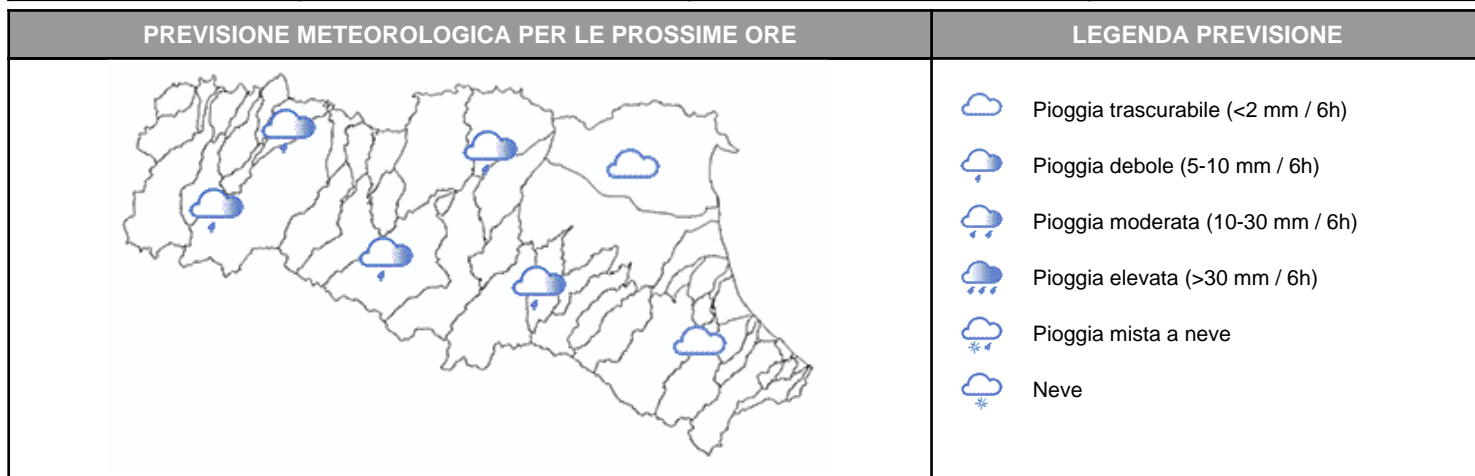 PREVISIONE METEOROLOGICA PER LE PROSSIME ORE
LEGENDA PREVISIONE
Pioggia trascurabile (<2 mm / 6h)
Pioggia debole (5-10 mm / 6h)
Pioggia moderata (10-30 mm / 6h)
Pioggia elevata (>30 mm / 6h)
Pioggia mista a neve
Neve